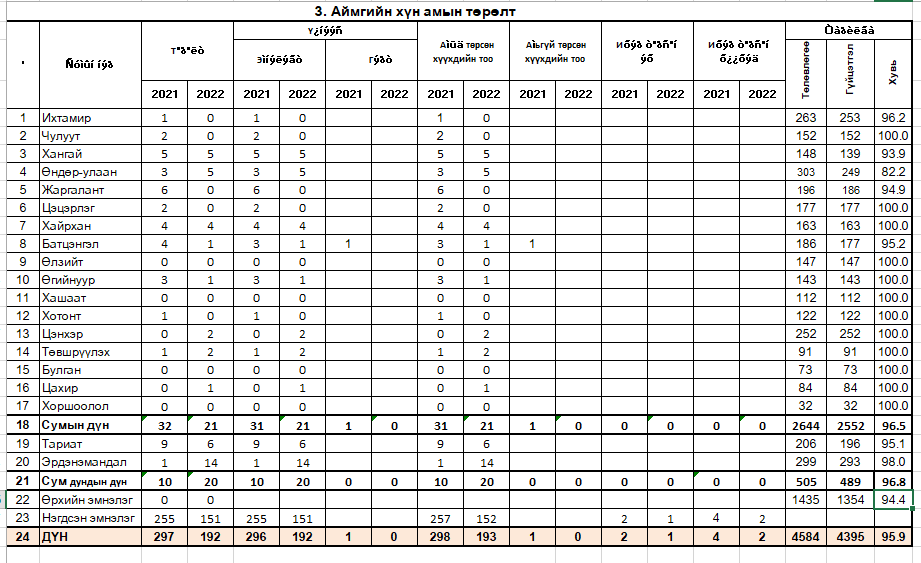 3. Аймгийн хүн амын төрөлт
Ñóìûí íýð Үүнээс Àìüä төрсөн хүүхдийн тоо Àìьгүй төрсөн хүүхдийн тоо
Төлөвлөгөө Гүйцэтгэл Хувь
2021 2022 2021 2022 2021 2022 2021 2022 2021 2022 2021 2022 2021 2022
1 Ихтамир 1 0 1 0 1 0 263 253 96.2
2 Чулуут 2 0 2 0 2 0 152 152 100.0
3 Хангай 5 5 5 5 5 5 148 139 93.9
4 Өндөр-улаан 3 5 3 5 3 5 303 249 82.2
5 Жаргалант 6 0 6 0 6 0 196 186 94.9
6 Цэцэрлэг 2 0 2 0 2 0 177 177 100.0
7 Хайрхан 4 4 4 4 4 4 163 163 100.0
8 Батцэнгэл 4 1 3 1 1 3 1 1 186 177 95.2
9 Өлзийт 0 0 0 0 0 0 147 147 100.0
10 Өгийнуур 3 1 3 1 3 1 143 143 100.0
11 Хашаат 0 0 0 0 0 0 112 112 100.0
12 Хотонт 1 0 1 0 1 0 122 122 100.0
13 Цэнхэр 0 2 0 2 0 2 252 252 100.0
14 Төвшрүүлэх 1 2 1 2 1 2 91 91 100.0
15 Булган 0 0 0 0 0 0 73 73 100.0
16 Цахир 0 1 0 1 0 1 84 84 100.0
17 Хоршоолол 0 0 0 0 0 0 32 32 100.0
18 Сумын дүн 32 21 31 21 1 0 31 21 1 0 0 0 0 0 2644 2552 96.5
19 Тариат 9 6 9 6 9 6 206 196 95.1
20 Эрдэнэмандал 1 14 1 14 1 14 299 293 98.0
21 Сум дундын дүн 10 20 10 20 0 0 10 20 0 0 0 0 0 0 505 489 96.8
22 Өрхийн эмнэлэг 0 0 1435 1354 94.4
23 Нэгдсэн эмнэлэг 255 151 255 151 257 152 2 1 4 2
24 ДҮН 297 192 296 192 1 0 298 193 1 0 2 1 4 2 4584 4395 95.9